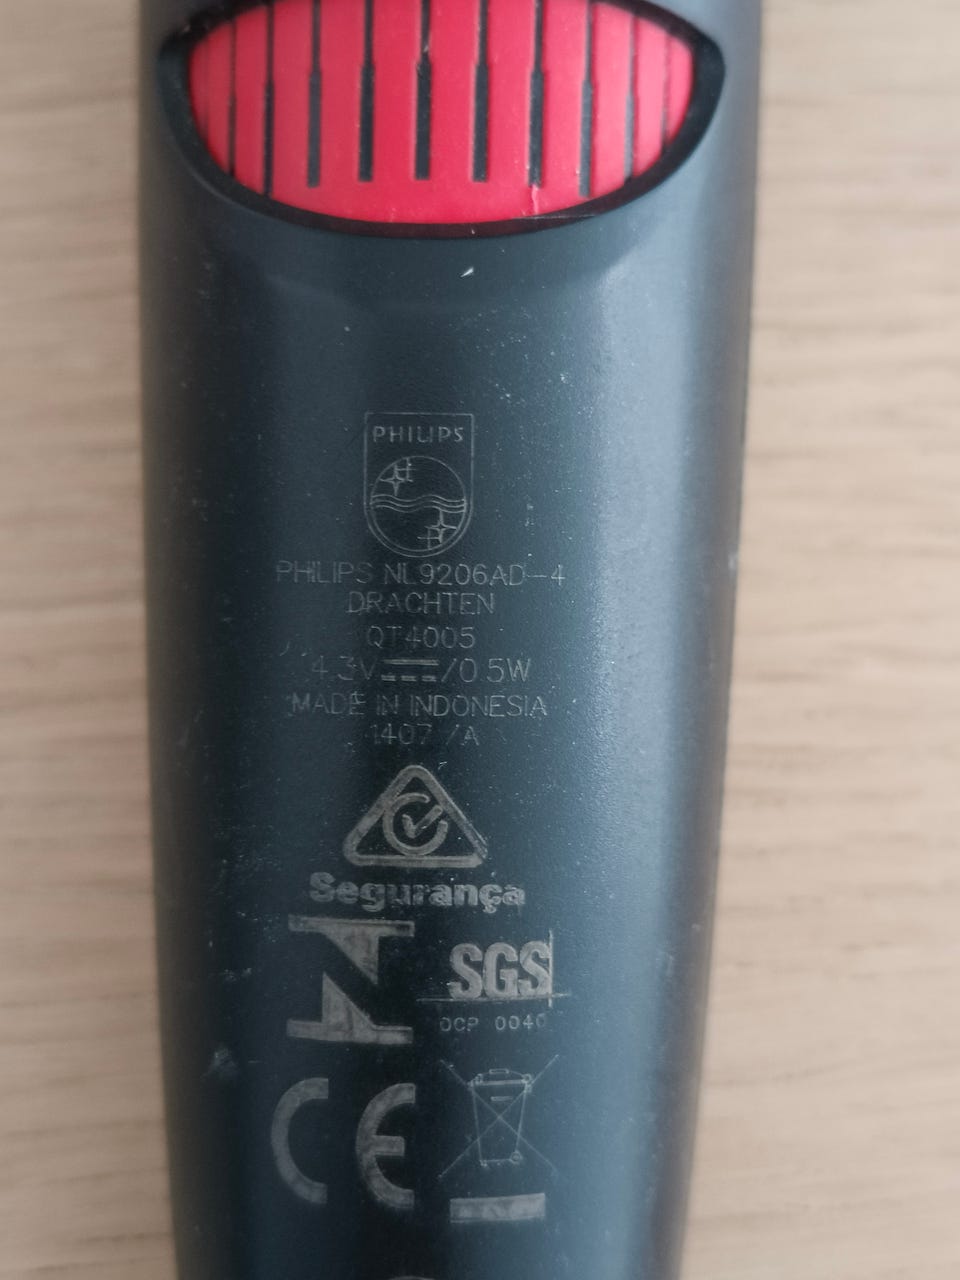 PHILIPS
PHILIPS NL9206AD-4
DRACHTEN
QT4005
4.3V⎓/0.5W
MADE IN INDONESIA
1407 /A
Segurança
SGS
OCP 0040
CE